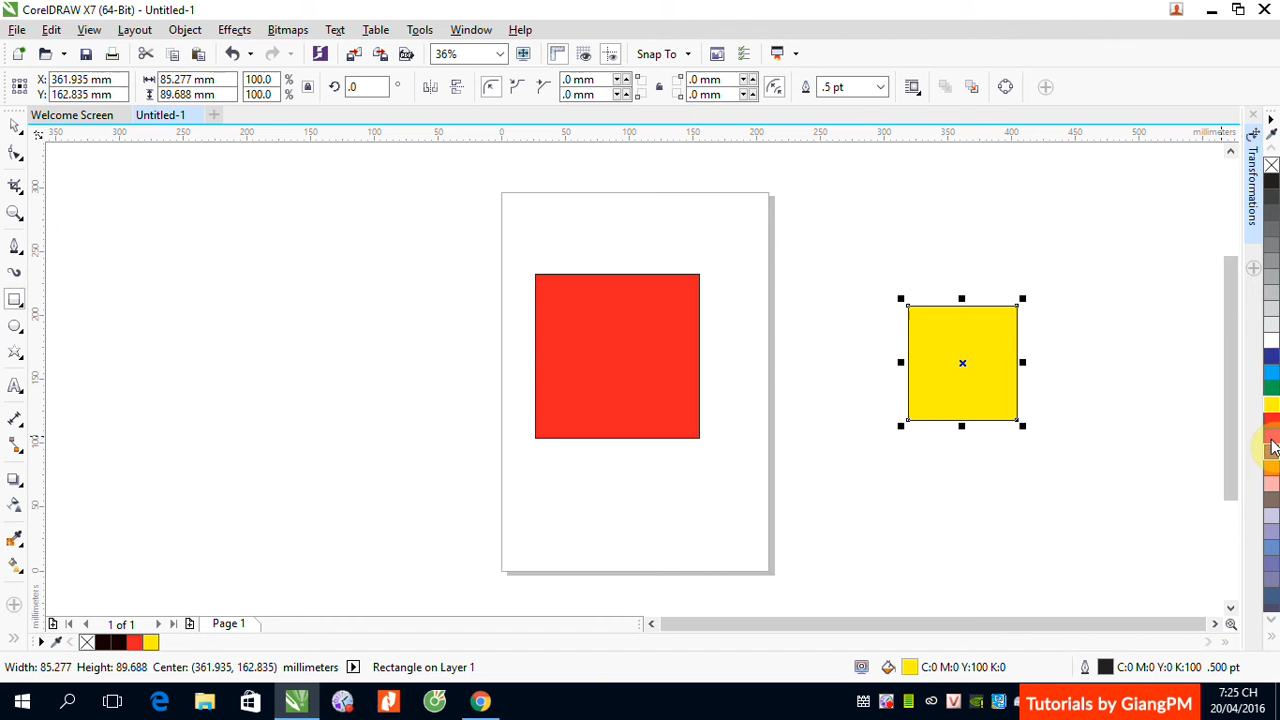 CorelDRAW X7 (64-Bit) - Untitled-1
File Edit View Layout Object Effects Bitmaps Text Table Tools Window Help
36% Snap To
X: 361.935 mm 85.277 mm 100.0 % .0 ° .0 mm .0 mm .5 pt
Y: 162.835 mm 89.688 mm 100.0 % .0 mm .0 mm
Welcome Screen Untitled-1
350 300 250 200 150 100 50 0 50 100 150 200 250 300 350 400 450 500 millimeters
300
250
200
150
100
50
0
millimeters
Transformations
1 of 1 Page 1
Width: 85.277 Height: 89.688 Center: (361.935, 162.835) millimeters Rectangle on Layer 1 C:0 M:0 Y:100 K:0 C:0 M:0 Y:0 K:100 .500 pt
Tutorials by GiangPM
7:25 CH
20/04/2016